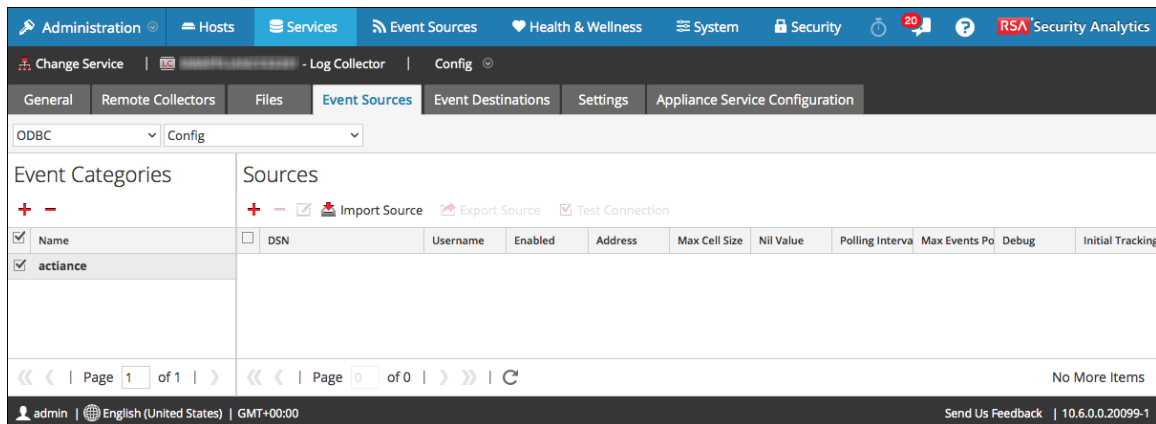 Administration Hosts Services Event Sources Health & Wellness System Security 20 ? RSA Security Analytics
Change Service | LC - Log Collector | Config
General Remote Collectors Files Event Sources Event Destinations Settings Appliance Service Configuration
ODBC Config
Event Categories Sources
Import Source Export Source Test Connection
Name DSN Username Enabled Address Max Cell Size Nil Value Polling Interva Max Events Po Debug Initial Tracking
actiance
Page 1 of 1 | Page 0 of 0 | No More Items
admin | English (United States) | GMT+00:00 Send Us Feedback | 10.6.0.0.20099-1